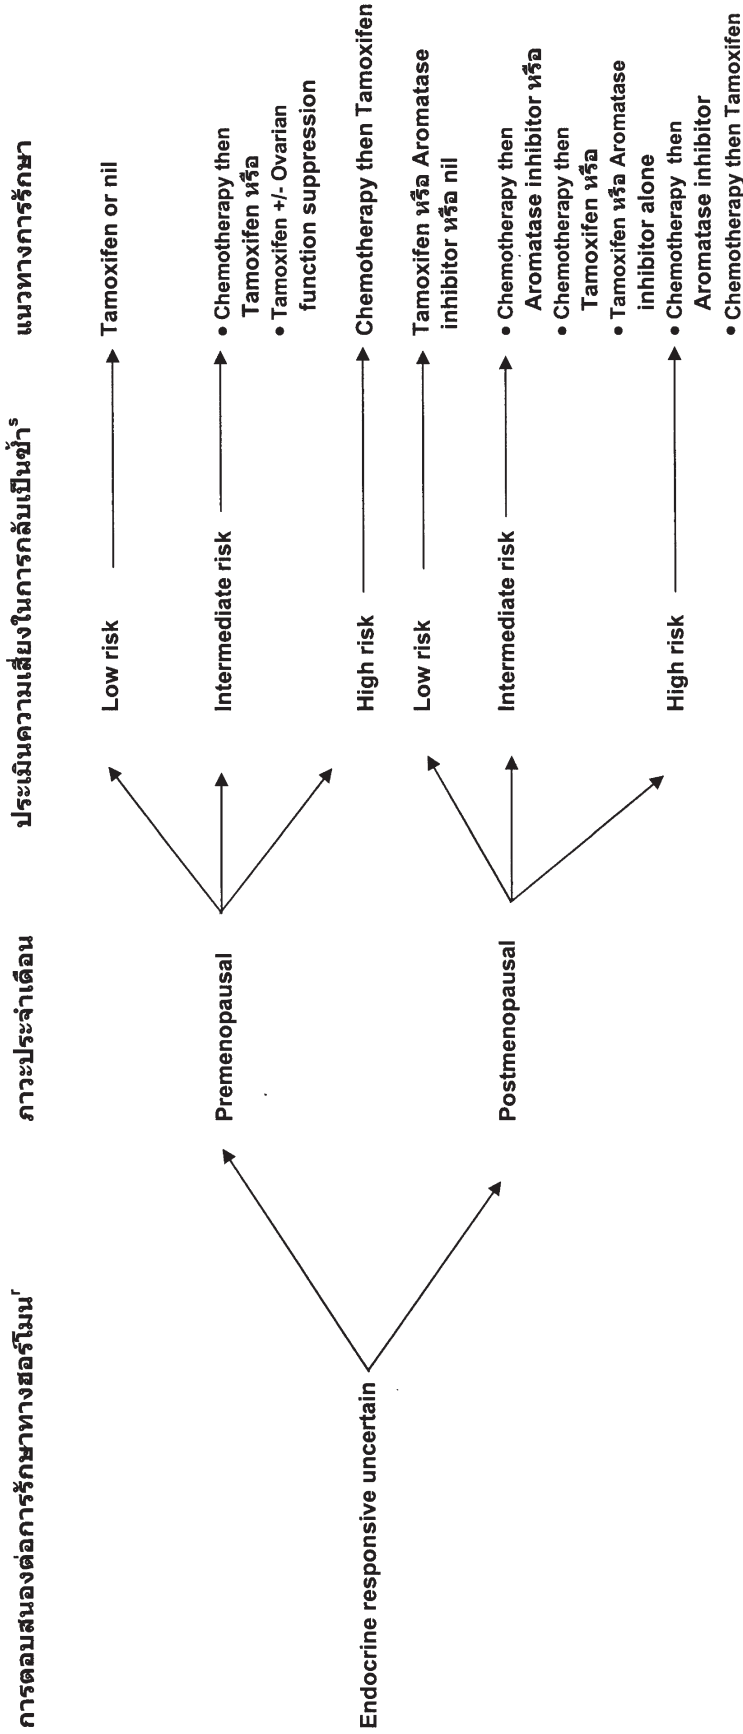 การตอบสนองต่อการรักษาทางฮอร์โมนʳ
ภาวะประจำเดือน
ประเมินความเสี่ยงในการกลับเป็นซ้ำˢ
แนวทางการรักษา
Endocrine responsive uncertain
Premenopausal
Low risk
Tamoxifen or nil
Intermediate risk
• Chemotherapy then
Tamoxifen หรือ
• Tamoxifen +/- Ovarian
function suppression
High risk
Chemotherapy then Tamoxifen
Postmenopausal
Low risk
Tamoxifen หรือ Aromatase
inhibitor หรือ nil
Intermediate risk
• Chemotherapy then
Aromatase inhibitor หรือ
• Chemotherapy then
Tamoxifen หรือ
• Tamoxifen หรือ Aromatase
inhibitor alone
High risk
• Chemotherapy then
Aromatase inhibitor
• Chemotherapy then Tamoxifen